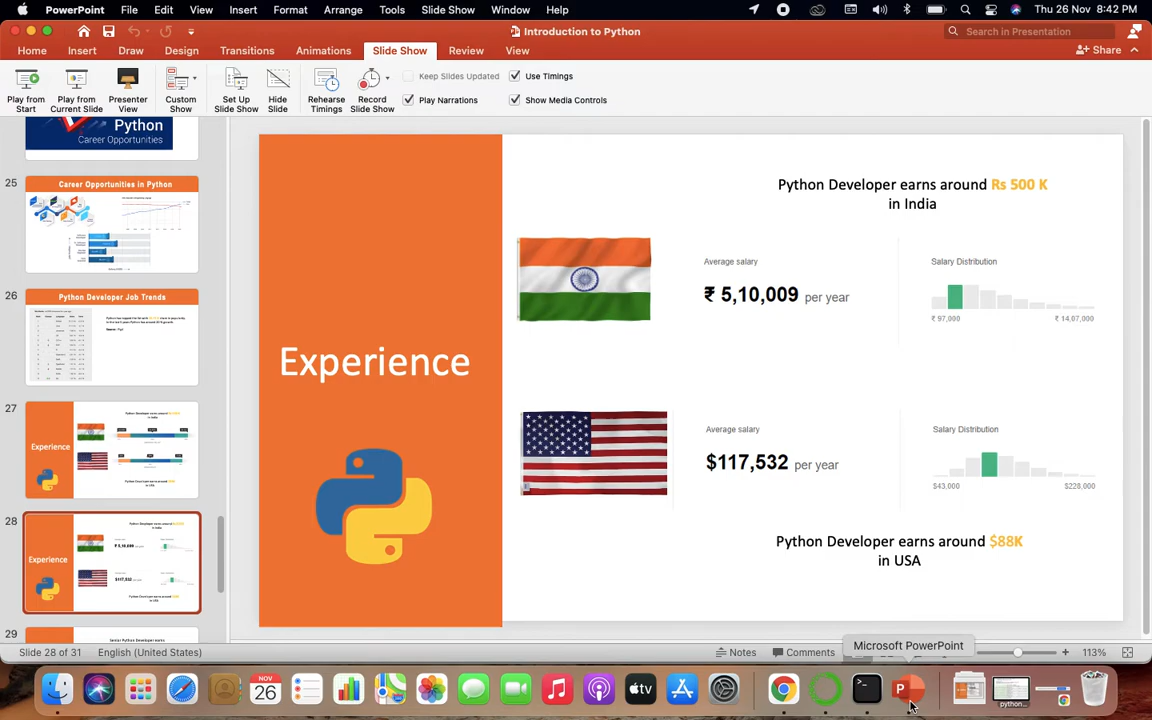 PowerPoint File Edit View Insert Format Arrange Tools Slide Show Window Help Thu 26 Nov 8:42 PM
Introduction to Python
Search in Presentation
Home Insert Draw Design Transitions Animations Slide Show Review View
Share
Play from Start
Play from Current Slide
Presenter View
Custom Show
Set Up Slide Show
Hide Slide
Rehearse Timings
Record Slide Show
Keep Slides Updated
Use Timings
Play Narrations
Show Media Controls
Python
Career Opportunities
25
Career Opportunities in Python
26
Python Developer Job Trends
27
Experience
28
Experience
29
Python Developer earns around Rs 500 K
in India
Average salary
₹ 5,10,009 per year
Salary Distribution
₹ 97,000 ₹ 14,07,000
Experience
Average salary
$117,532 per year
Salary Distribution
$43,000 $228,000
Python Developer earns around $88K
in USA
Slide 28 of 31 English (United States)
Notes Comments
Microsoft PowerPoint
113%
NOV
26
tv
P
python...